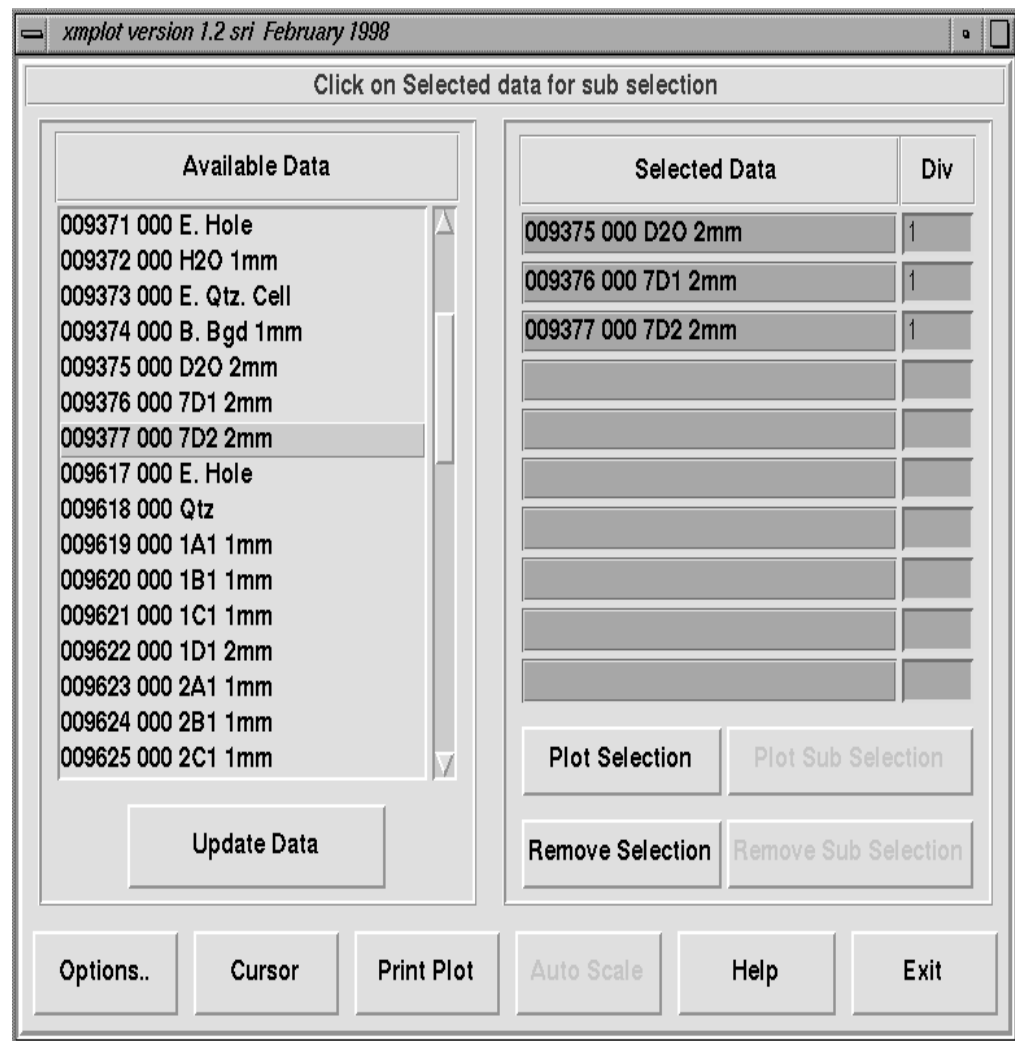 xmplot version 1.2 sri February 1998
Click on Selected data for sub selection
Available Data
009371 000 E. Hole
009372 000 H2O 1mm
009373 000 E. Qtz. Cell
009374 000 B. Bgd 1mm
009375 000 D2O 2mm
009376 000 7D1 2mm
009377 000 7D2 2mm
009617 000 E. Hole
009618 000 Qtz
009619 000 1A1 1mm
009620 000 1B1 1mm
009621 000 1C1 1mm
009622 000 1D1 2mm
009623 000 2A1 1mm
009624 000 2B1 1mm
009625 000 2C1 1mm
Update Data
Selected Data Div
009375 000 D2O 2mm 1
009376 000 7D1 2mm 1
009377 000 7D2 2mm 1
Plot Selection Plot Sub Selection
Remove Selection Remove Sub Selection
Options.. Cursor Print Plot Auto Scale Help Exit